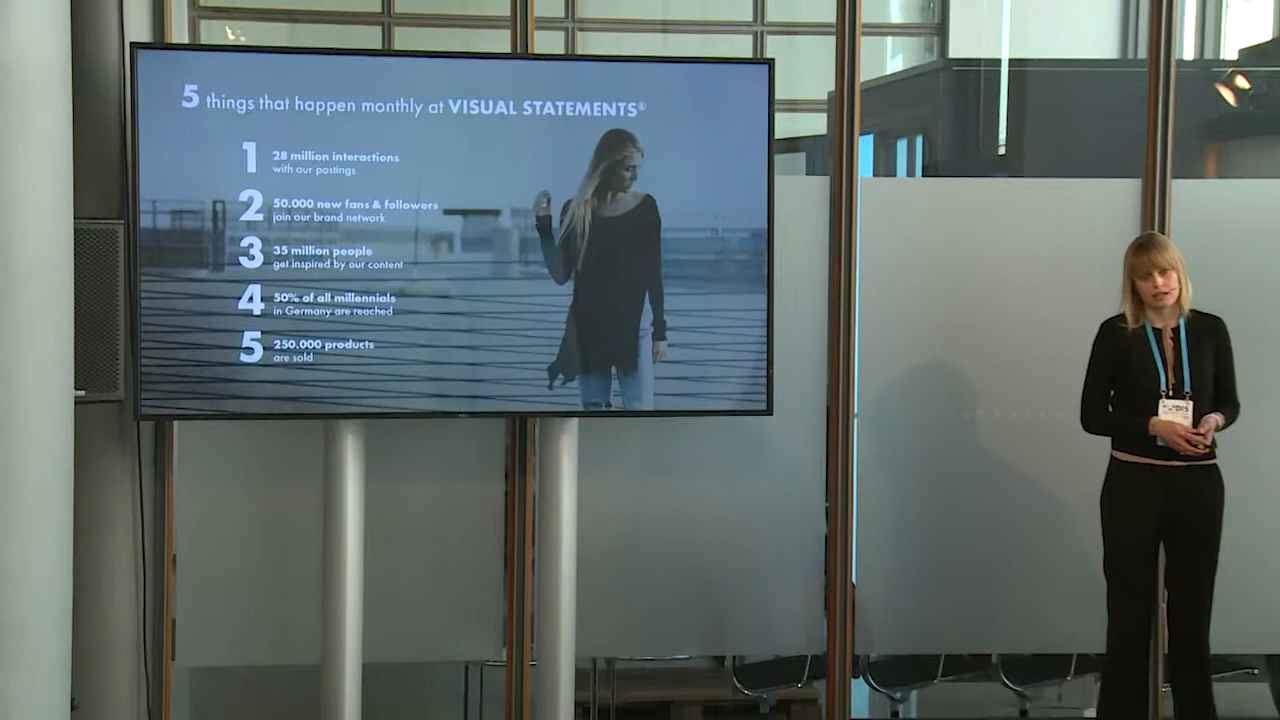 5 things that happen monthly at VISUAL STATEMENTS®
1 28 million interactions
with our postings
2 50.000 new fans & followers
join our brand network
3 35 million people
get inspired by our content
4 50% of all millennials
in Germany are reached
5 250.000 products
are sold